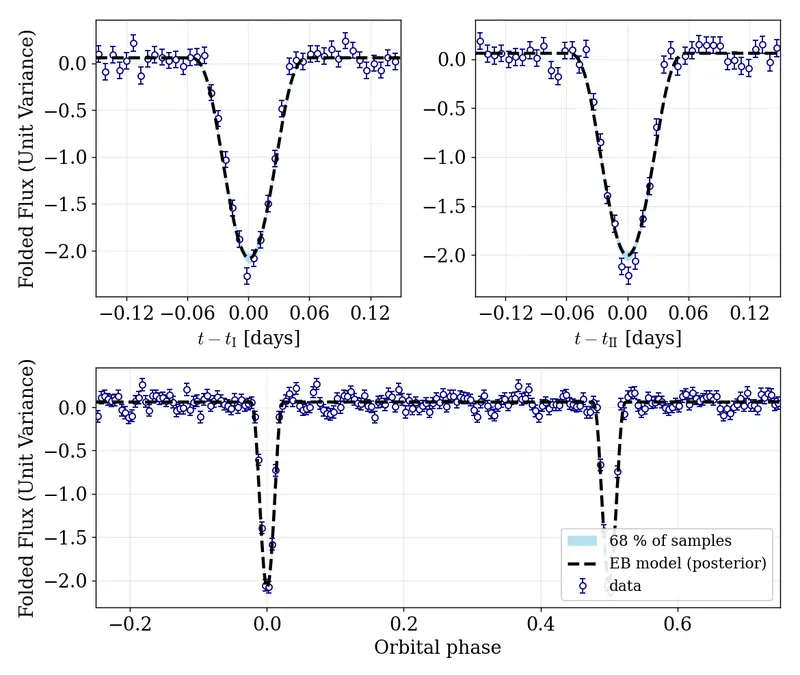 Folded Flux (Unit Variance)
0.0
−0.5
−1.0
−1.5
−2.0
−0.12 −0.06 0.00 0.06 0.12
t − tI [days]
0.0
−0.5
−1.0
−1.5
−2.0
−0.12 −0.06 0.00 0.06 0.12
t − tII [days]
Folded Flux (Unit Variance)
0.0
−0.5
−1.0
−1.5
−2.0
68 % of samples
EB model (posterior)
data
−0.2 0.0 0.2 0.4 0.6
Orbital phase